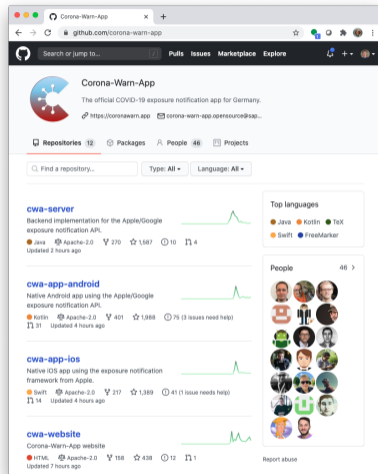 Corona-Warn-App
github.com/corona-warn-app
Search or jump to...
/
Pulls Issues Marketplace Explore
Corona-Warn-App
The official COVID-19 exposure notification app for Germany.
https://coronawarn.app corona-warn-app.opensource@sap...
Repositories 12 Packages People 46 Projects
Find a repository... Type: All Language: All
cwa-server
Backend implementation for the Apple/Google
exposure notification API.
Java Apache-2.0 270 1,587 10 4
Updated 2 hours ago
cwa-app-android
Native Android app using the Apple/Google
exposure notification API.
Kotlin Apache-2.0 401 1,988 75 (3 issues need help)
31 Updated 4 hours ago
cwa-app-ios
Native iOS app using the exposure notification
framework from Apple.
Swift Apache-2.0 217 1,389 41 (1 issue needs help)
14 Updated 4 hours ago
cwa-website
Corona-Warn-App website
HTML Apache-2.0 158 438 12 1
Updated 7 hours ago
Top languages
Java Kotlin TeX
Swift FreeMarker
People 46
Report abuse